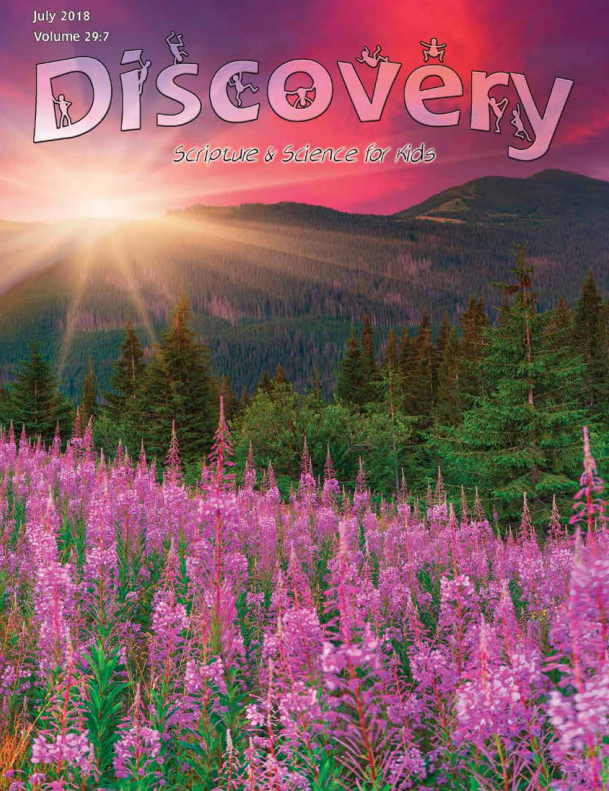 July 2018
Volume 29:7
Discovery
Scripture & Science for Kids